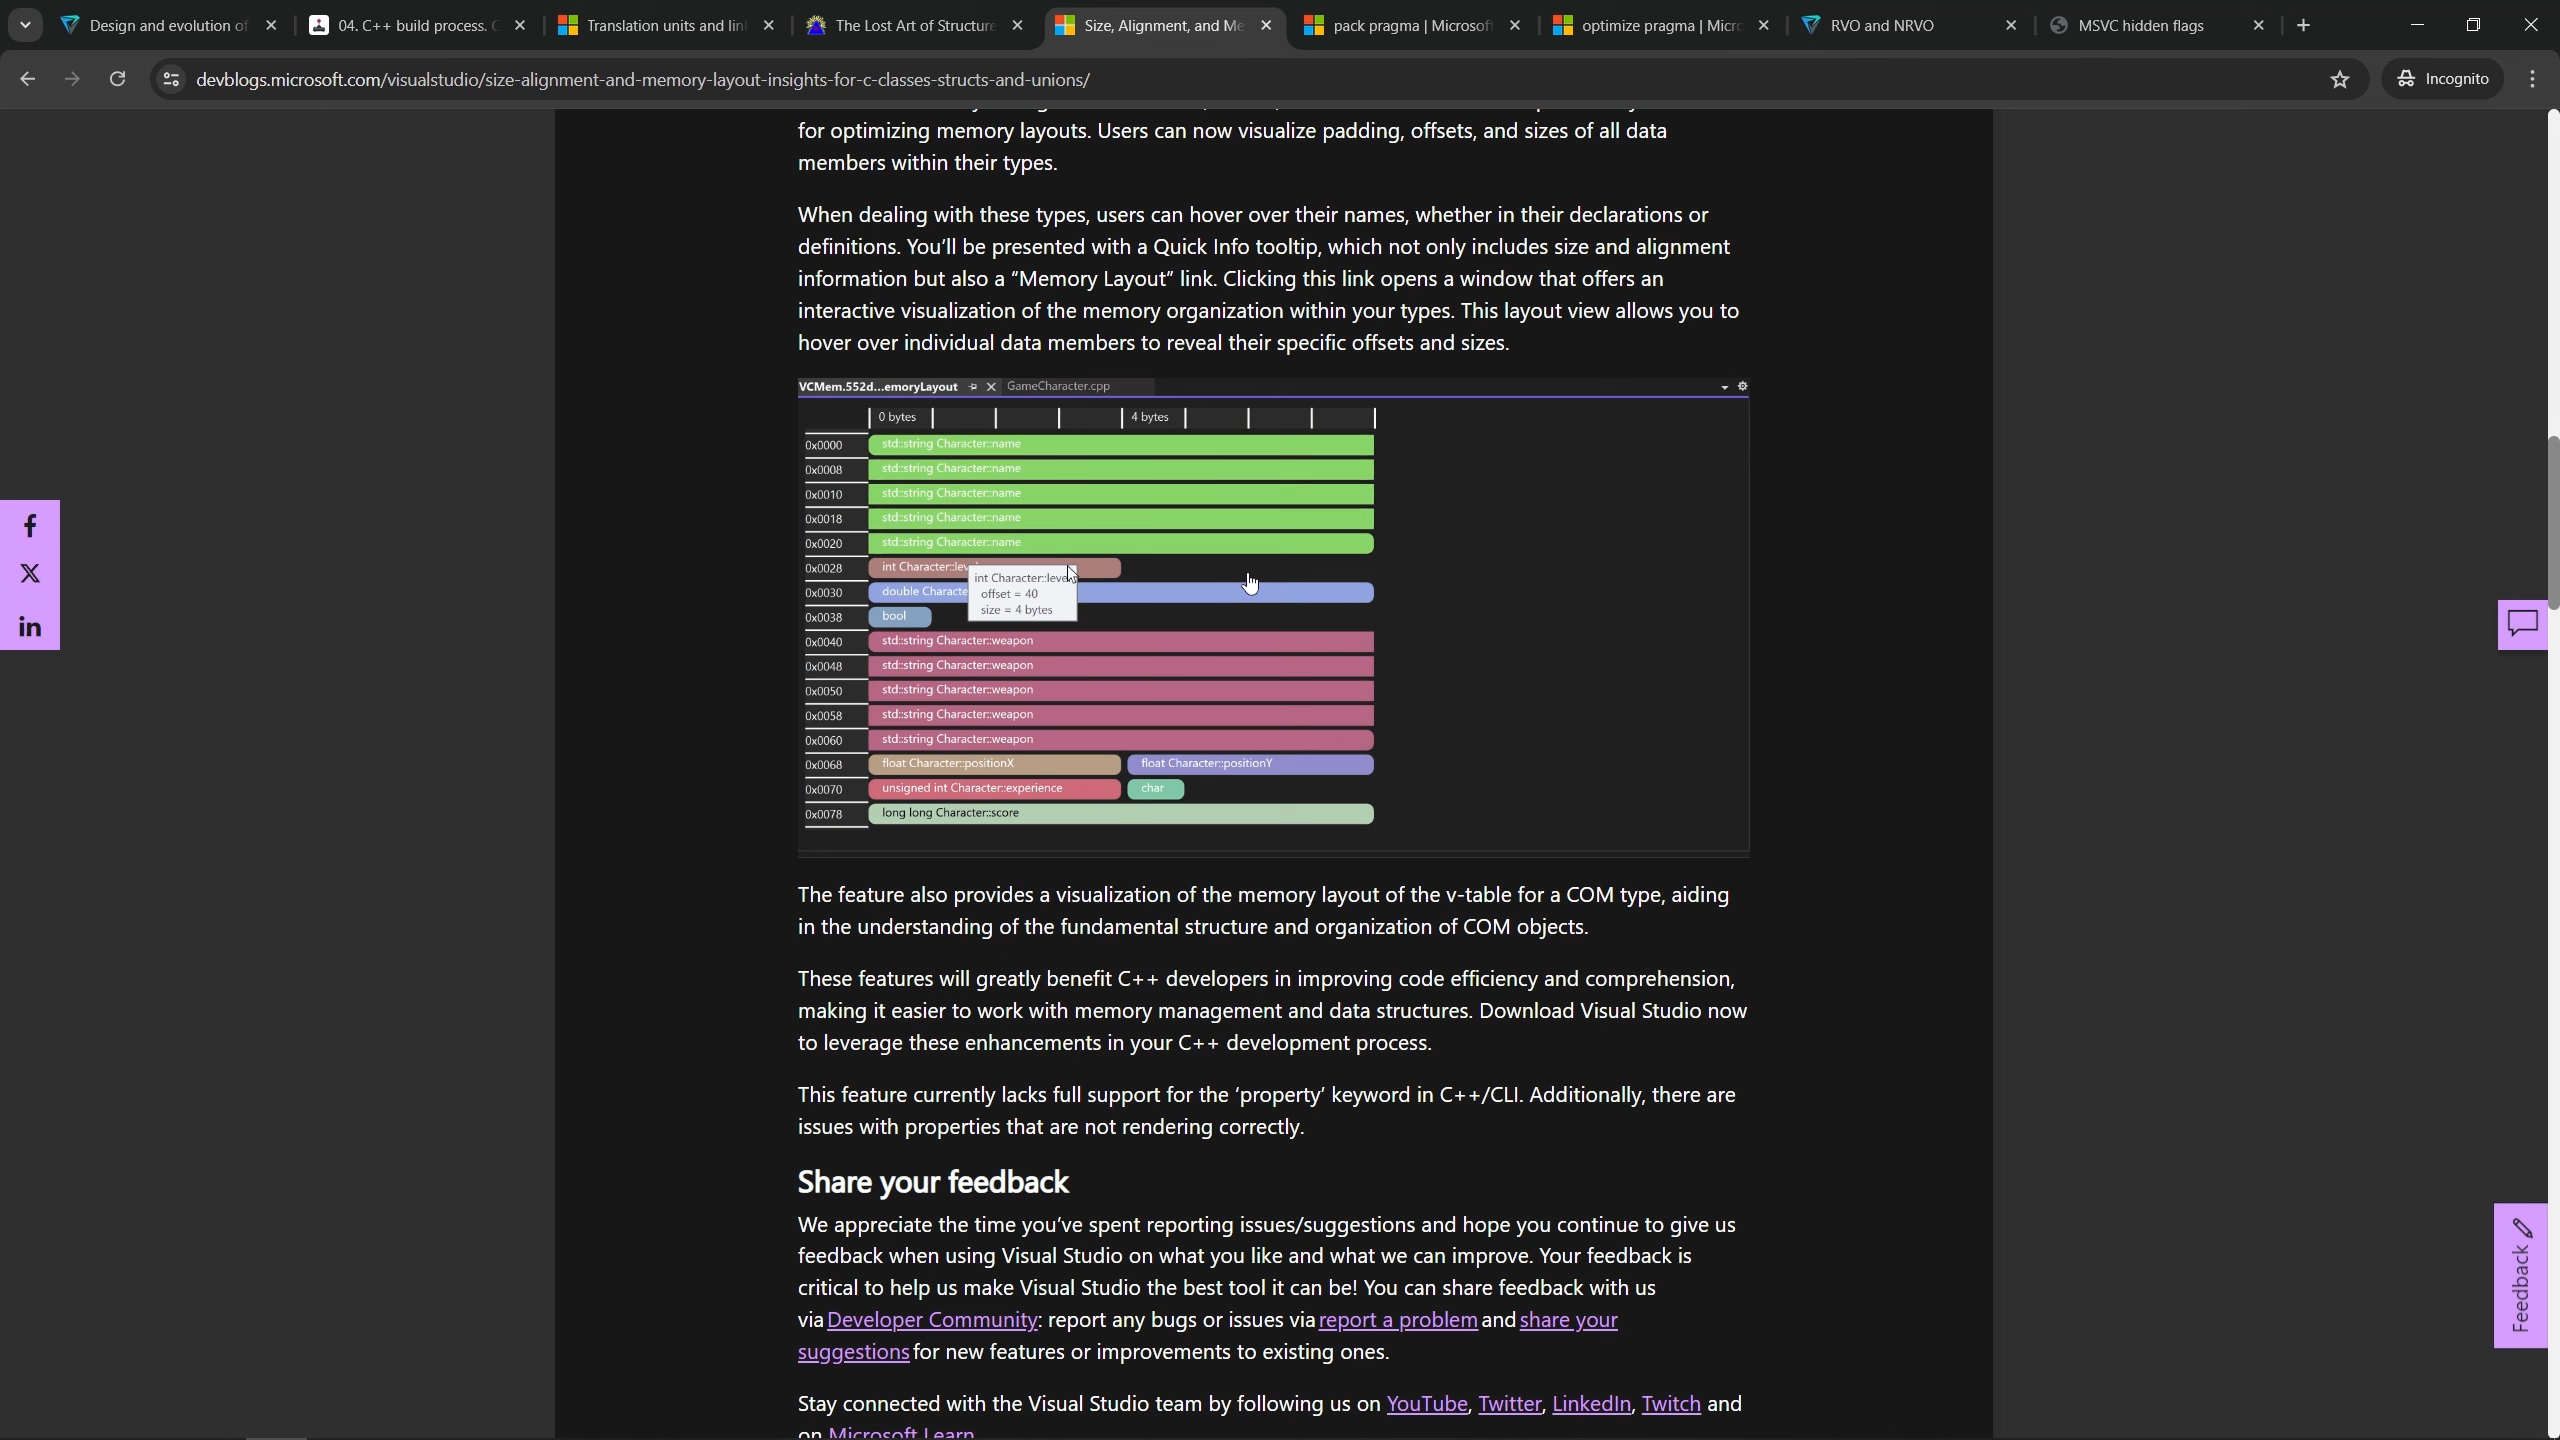 Design and evolution of
04. C++ build process. C
Translation units and lin
The Lost Art of Structure
Size, Alignment, and Me
pack pragma | Microsoft
optimize pragma | Micro
RVO and NRVO
MSVC hidden flags
devblogs.microsoft.com/visualstudio/size-alignment-and-memory-layout-insights-for-c-classes-structs-and-unions/
Incognito
for optimizing memory layouts. Users can now visualize padding, offsets, and sizes of all data
members within their types.
When dealing with these types, users can hover over their names, whether in their declarations or
definitions. You’ll be presented with a Quick Info tooltip, which not only includes size and alignment
information but also a “Memory Layout” link. Clicking this link opens a window that offers an
interactive visualization of the memory organization within your types. This layout view allows you to
hover over individual data members to reveal their specific offsets and sizes.
VCMem.552d...emoryLayout GameCharacter.cpp
0 bytes 4 bytes
0x0000 std::string Character::name
0x0008 std::string Character::name
0x0010 std::string Character::name
0x0018 std::string Character::name
0x0020 std::string Character::name
0x0028 int Character::lev
int Character::leve
offset = 40
size = 4 bytes
0x0030 double Characte
0x0038 bool
0x0040 std::string Character::weapon
0x0048 std::string Character::weapon
0x0050 std::string Character::weapon
0x0058 std::string Character::weapon
0x0060 std::string Character::weapon
0x0068 float Character::positionX float Character::positionY
0x0070 unsigned int Character::experience char
0x0078 long long Character::score
The feature also provides a visualization of the memory layout of the v-table for a COM type, aiding
in the understanding of the fundamental structure and organization of COM objects.
These features will greatly benefit C++ developers in improving code efficiency and comprehension,
making it easier to work with memory management and data structures. Download Visual Studio now
to leverage these enhancements in your C++ development process.
This feature currently lacks full support for the ‘property’ keyword in C++/CLI. Additionally, there are
issues with properties that are not rendering correctly.
Share your feedback
We appreciate the time you’ve spent reporting issues/suggestions and hope you continue to give us
feedback when using Visual Studio on what you like and what we can improve. Your feedback is
critical to help us make Visual Studio the best tool it can be! You can share feedback with us
via Developer Community: report any bugs or issues via report a problem and share your
suggestions for new features or improvements to existing ones.
Stay connected with the Visual Studio team by following us on YouTube, Twitter, LinkedIn, Twitch and
on Microsoft Learn
Feedback